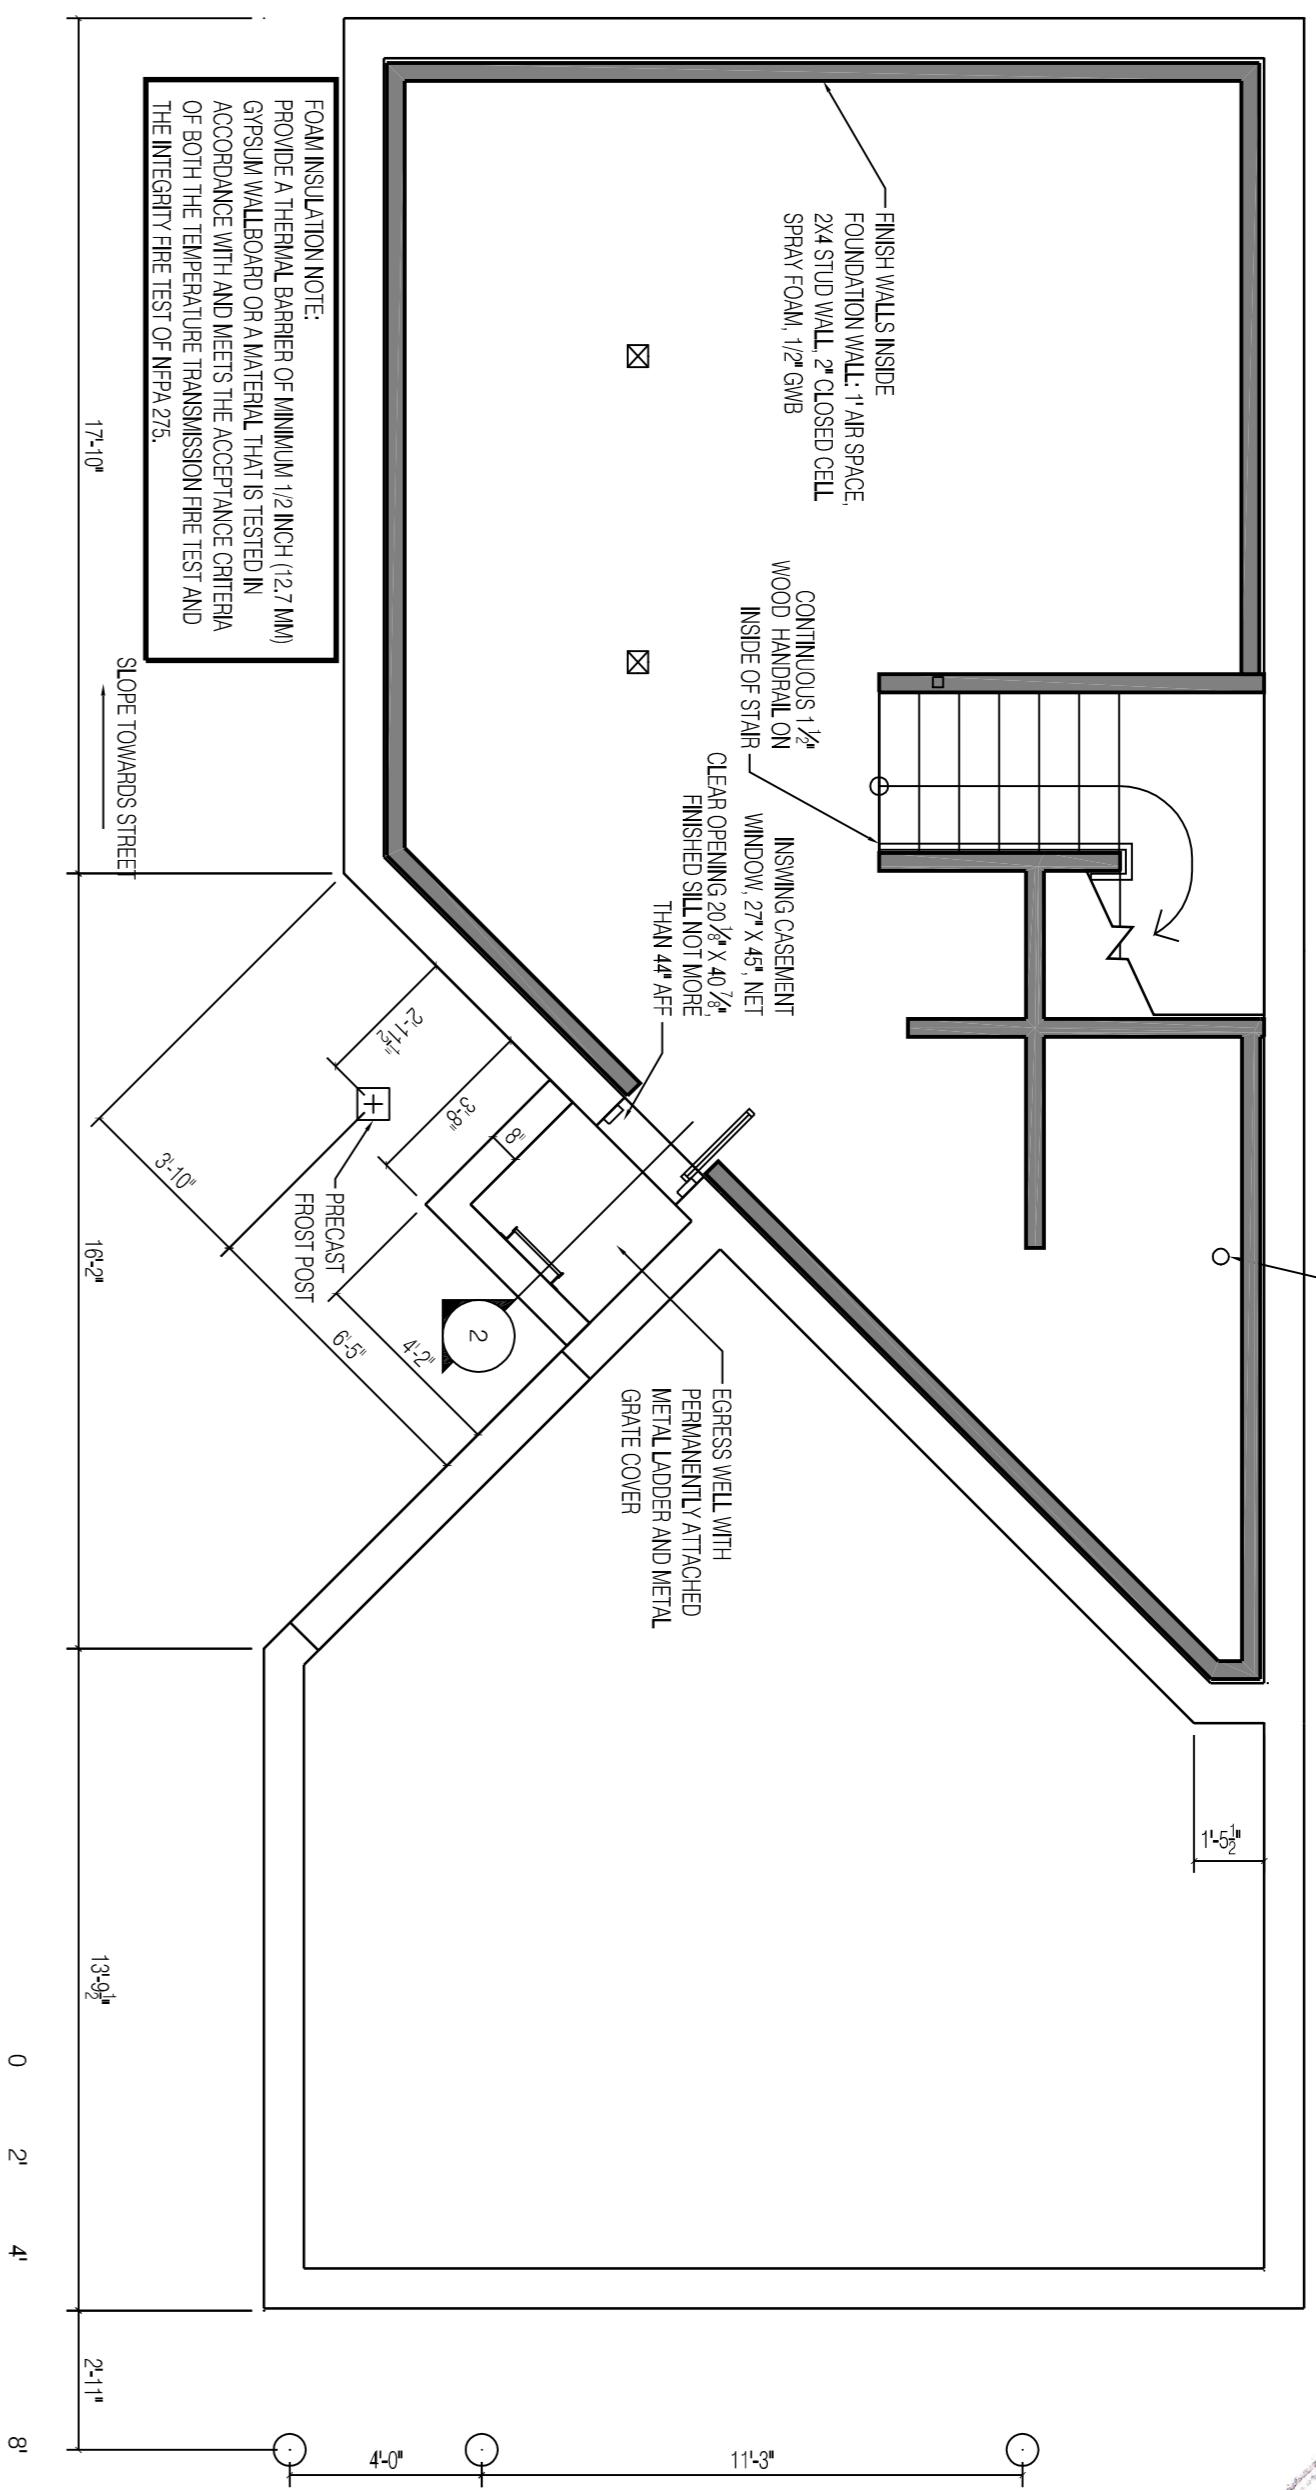 FINISH WALLS INSIDE
FOUNDATION WALL: 1" AIR SPACE,
2X4 STUD WALL, 2" CLOSED CELL
SPRAY FOAM, 1/2" GWB
CONTINUOUS 1 ½"
WOOD HANDRAIL ON
INSIDE OF STAIR
INSWING CASEMENT
WINDOW, 27" X 45", NET
CLEAR OPENING 20 ⅛" X 40 ⅞",
FINISHED SILL NOT MORE
THAN 44" AFF
EGRESS WELL WITH
PERMANENTLY ATTACHED
METAL LADDER AND METAL
GRATE COVER
1'-5½"
FOAM INSULATION NOTE:
PROVIDE A THERMAL BARRIER OF MINIMUM 1/2 INCH (12.7 MM)
GYPSUM WALLBOARD OR A MATERIAL THAT IS TESTED IN
ACCORDANCE WITH AND MEETS THE ACCEPTANCE CRITERIA
OF BOTH THE TEMPERATURE TRANSMISSION FIRE TEST AND
THE INTEGRITY FIRE TEST OF NFPA 275.
SLOPE TOWARDS STREET
2'-11½"
3'-8"
8"
PRECAST
FROST POST
2
3'-10"
6'-5"
4'-2"
17'-10"
16'-2"
13'-9½"
2'-11"
4'-0"
11'-3"
0 2' 4' 8'